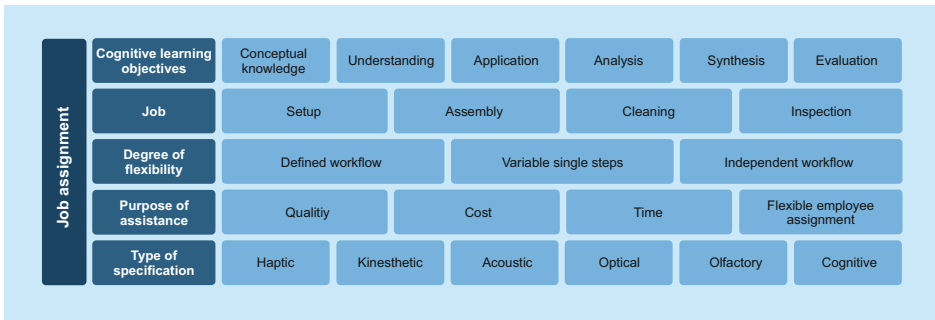 Job assignment
Cognitive learning
objectives
Conceptual
knowledge
Understanding
Application
Analysis
Synthesis
Evaluation
Job
Setup
Assembly
Cleaning
Inspection
Degree of
flexibility
Defined workflow
Variable single steps
Independent workflow
Purpose of
assistance
Qualitiy
Cost
Time
Flexible employee
assignment
Type of
specification
Haptic
Kinesthetic
Acoustic
Optical
Olfactory
Cognitive